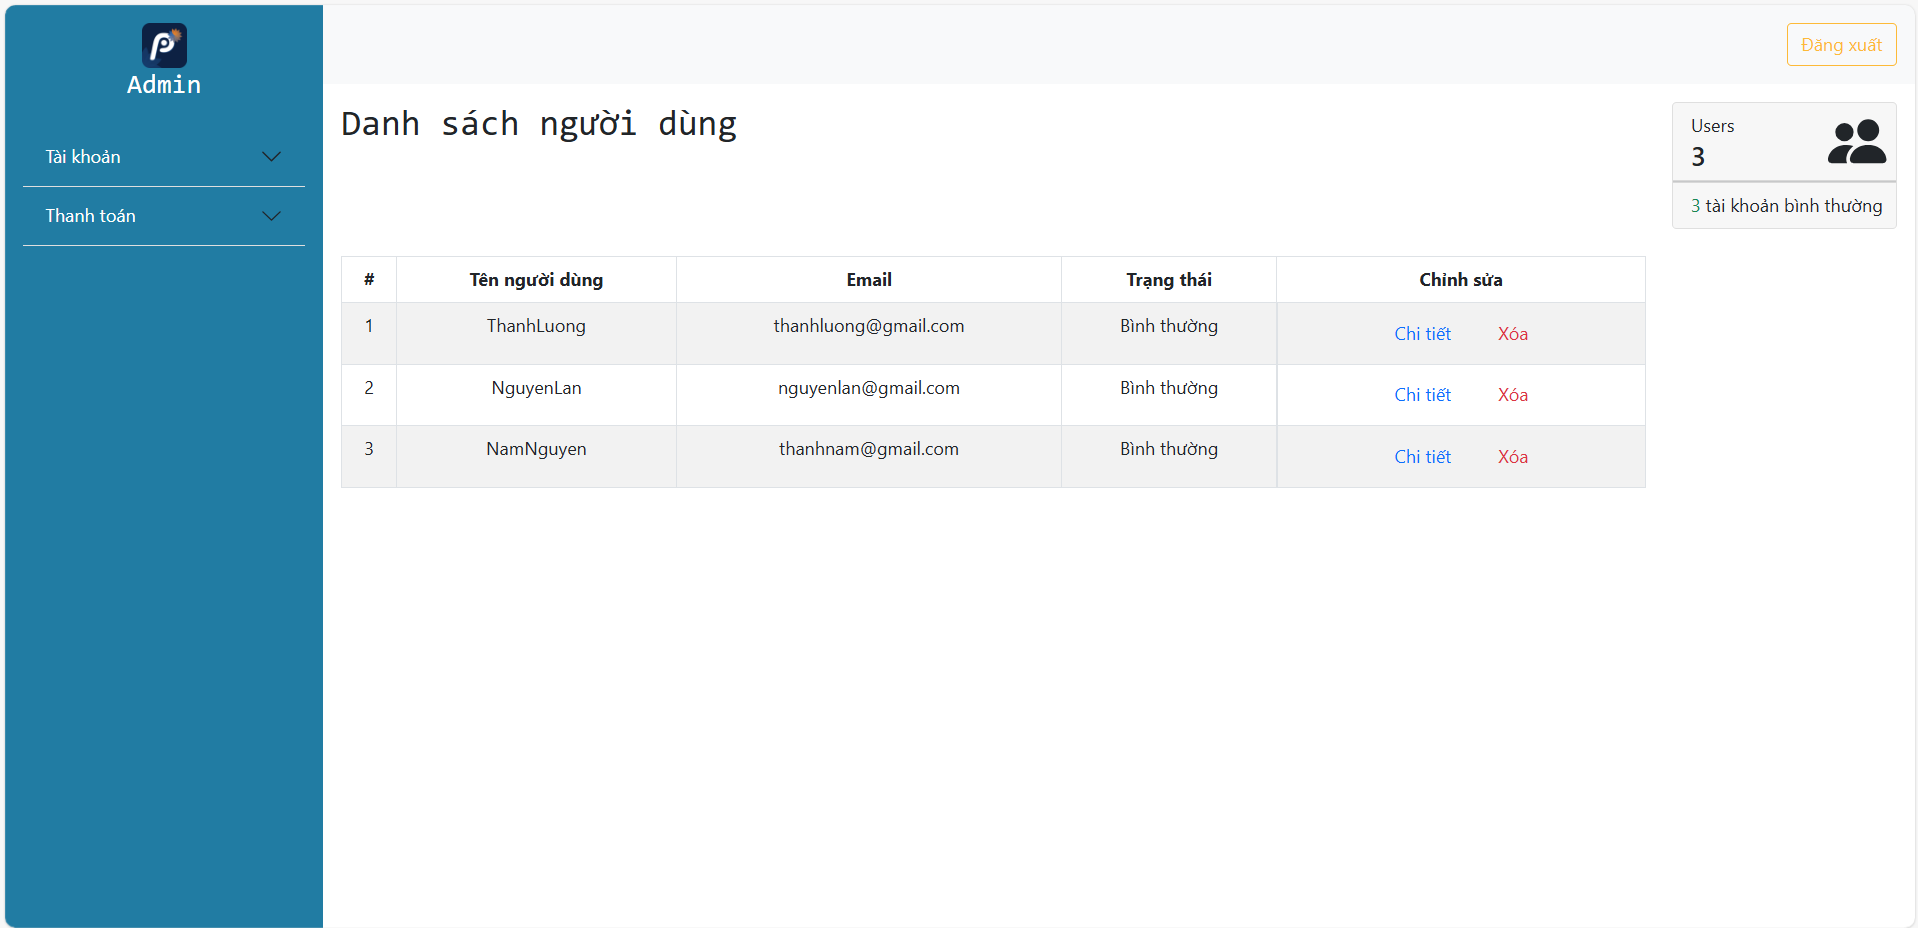 Admin
Tài khoản
Thanh toán
Đăng xuất
Danh sách người dùng
Users
3
3 tài khoản bình thường
# Tên người dùng Email Trạng thái Chỉnh sửa
1 ThanhLuong thanhluong@gmail.com Bình thường Chi tiết Xóa
2 NguyenLan nguyenlan@gmail.com Bình thường Chi tiết Xóa
3 NamNguyen thanhnam@gmail.com Bình thường Chi tiết Xóa